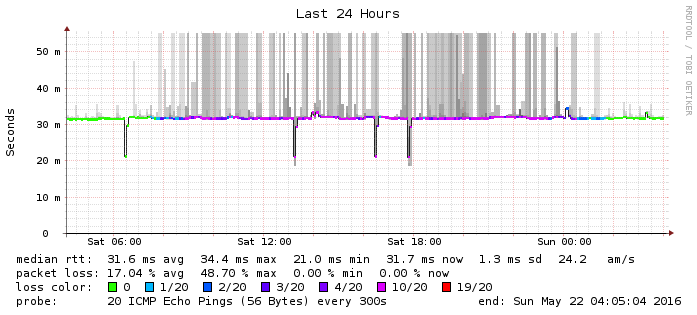 Last 24 Hours
RRDTOOL / TOBI OETIKER
Seconds
50 m
40 m
30 m
20 m
10 m
0
Sat 06:00 Sat 12:00 Sat 18:00 Sun 00:00
median rtt: 31.6 ms avg 34.4 ms max 21.0 ms min 31.7 ms now 1.3 ms sd 24.2 am/s
packet loss: 17.04 % avg 48.70 % max 0.00 % min 0.00 % now
loss color: 0 1/20 2/20 3/20 4/20 10/20 19/20
probe: 20 ICMP Echo Pings (56 Bytes) every 300s end: Sun May 22 04:05:04 2016